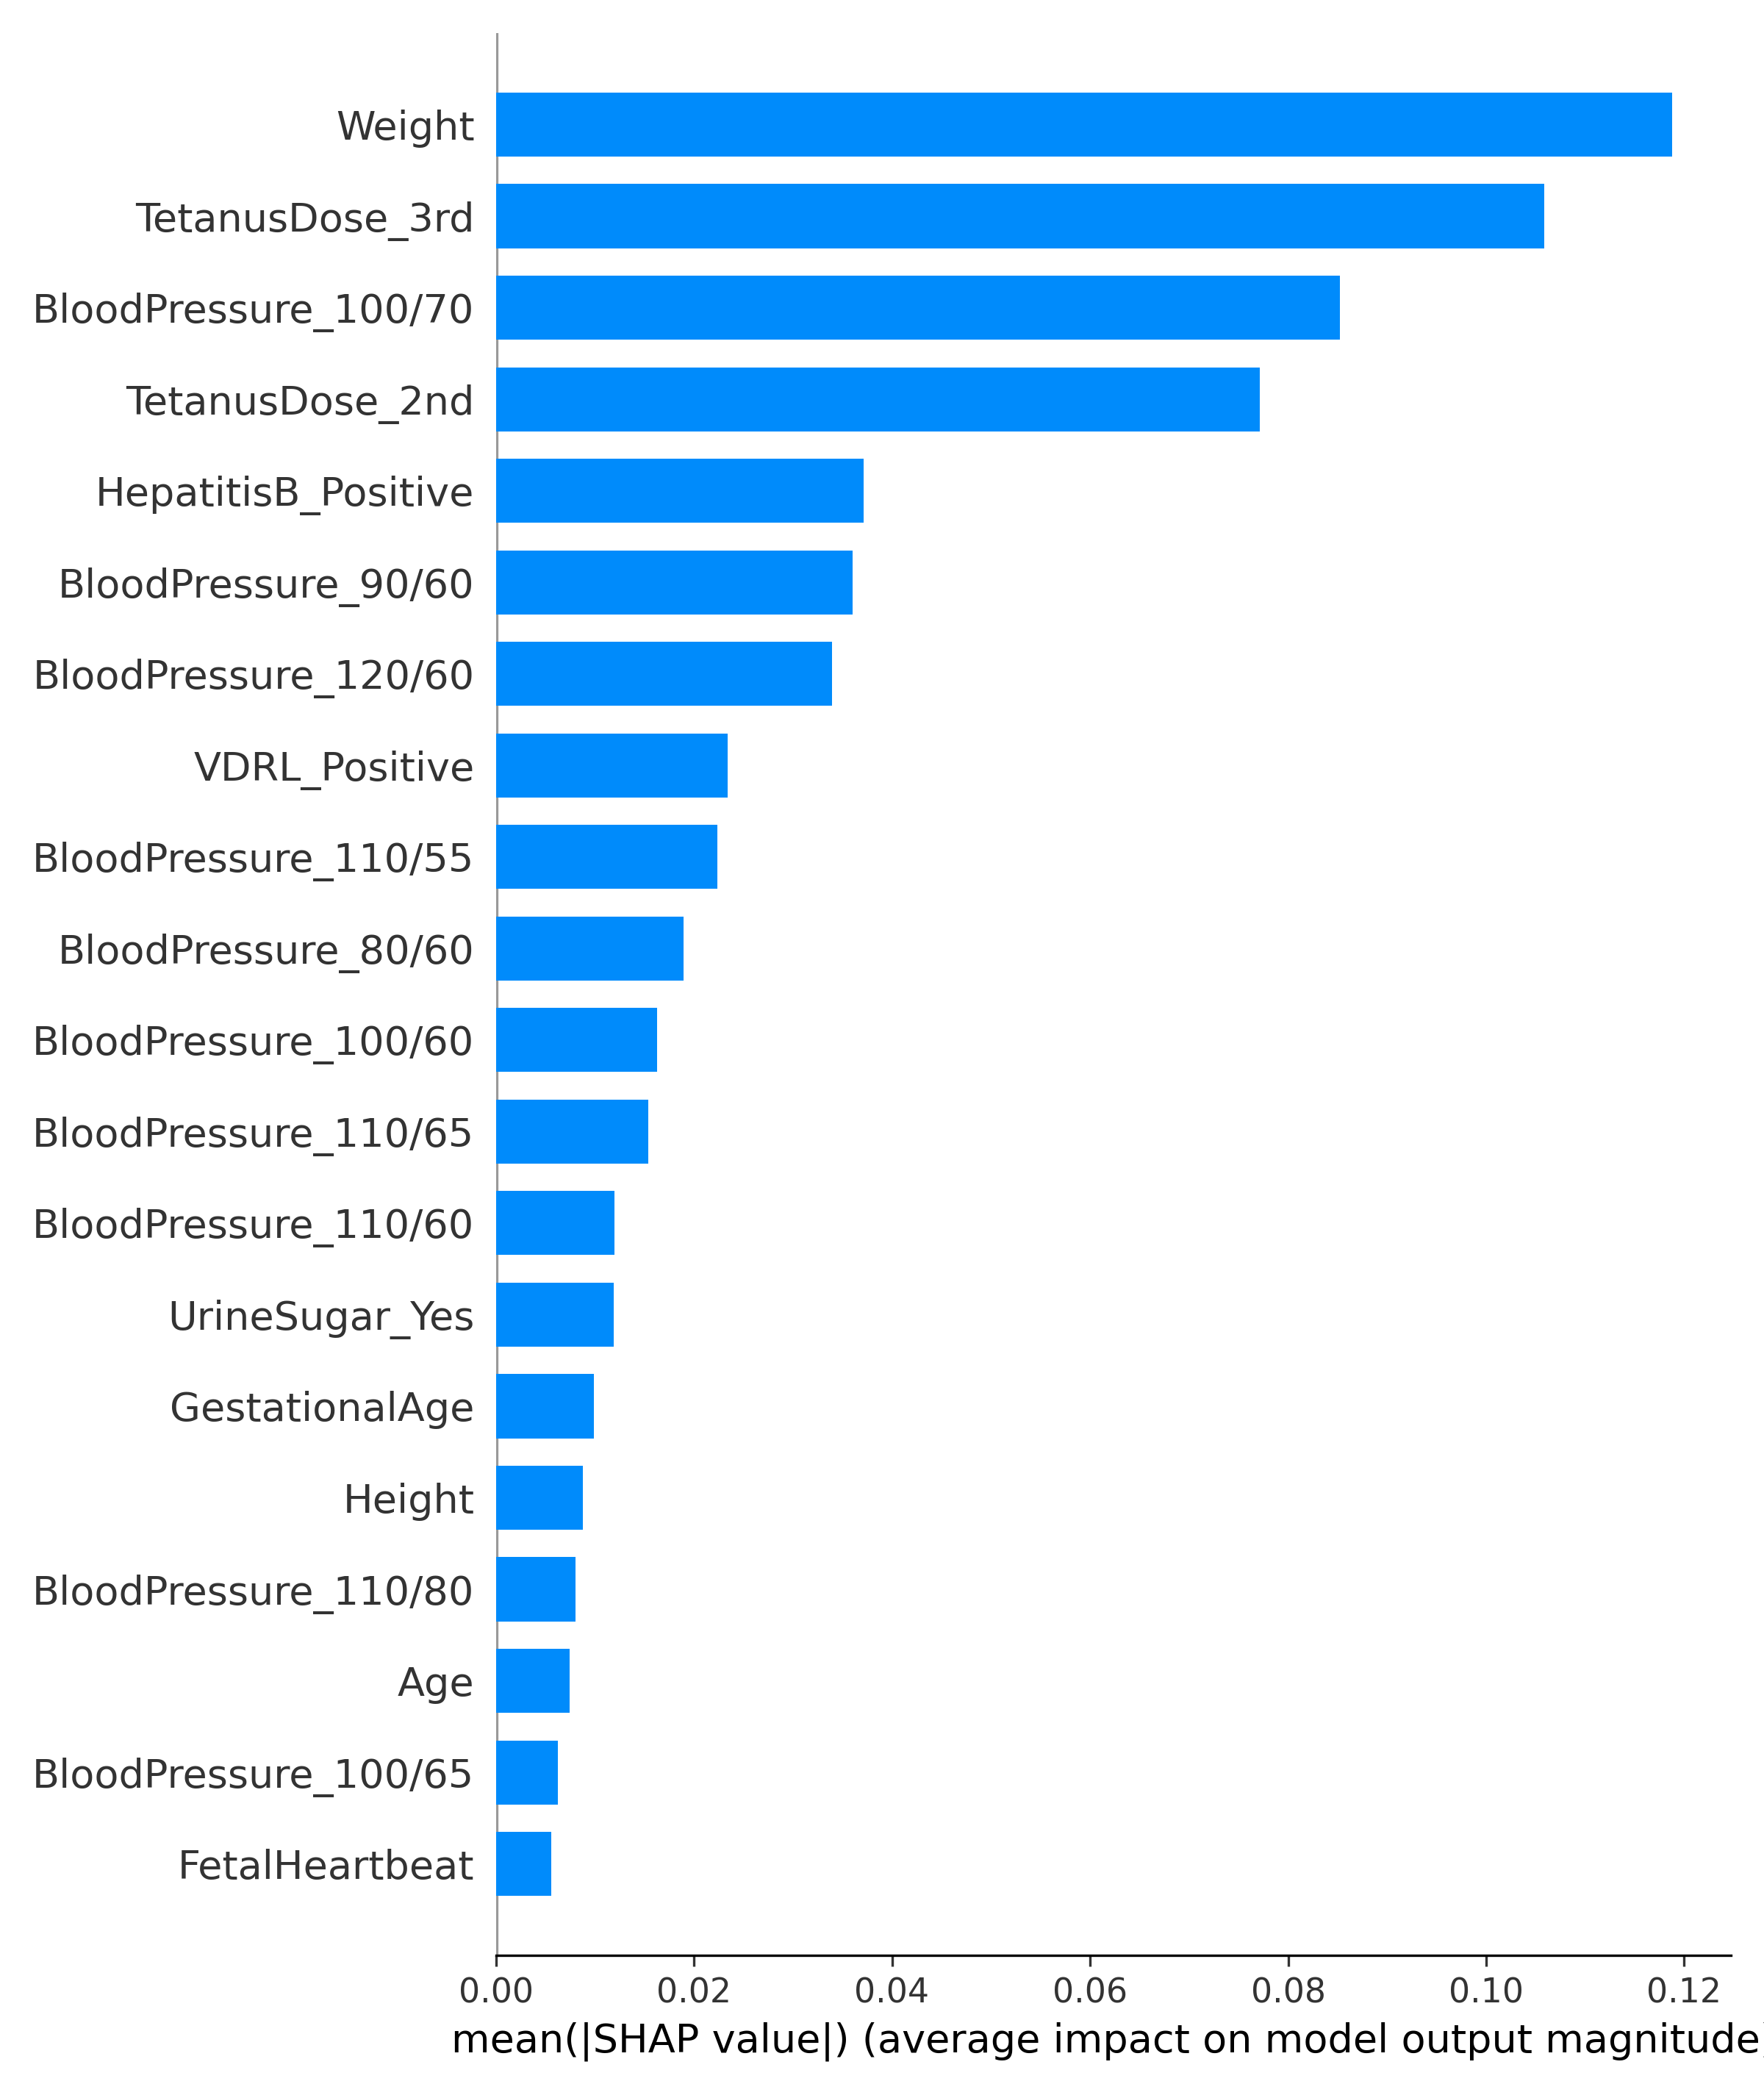 Weight
TetanusDose_3rd
BloodPressure_100/70
TetanusDose_2nd
HepatitisB_Positive
BloodPressure_90/60
BloodPressure_120/60
VDRL_Positive
BloodPressure_110/55
BloodPressure_80/60
BloodPressure_100/60
BloodPressure_110/65
BloodPressure_110/60
UrineSugar_Yes
GestationalAge
Height
BloodPressure_110/80
Age
BloodPressure_100/65
FetalHeartbeat
0.00 0.02 0.04 0.06 0.08 0.10 0.12
mean(|SHAP value|) (average impact on model output magnitude)